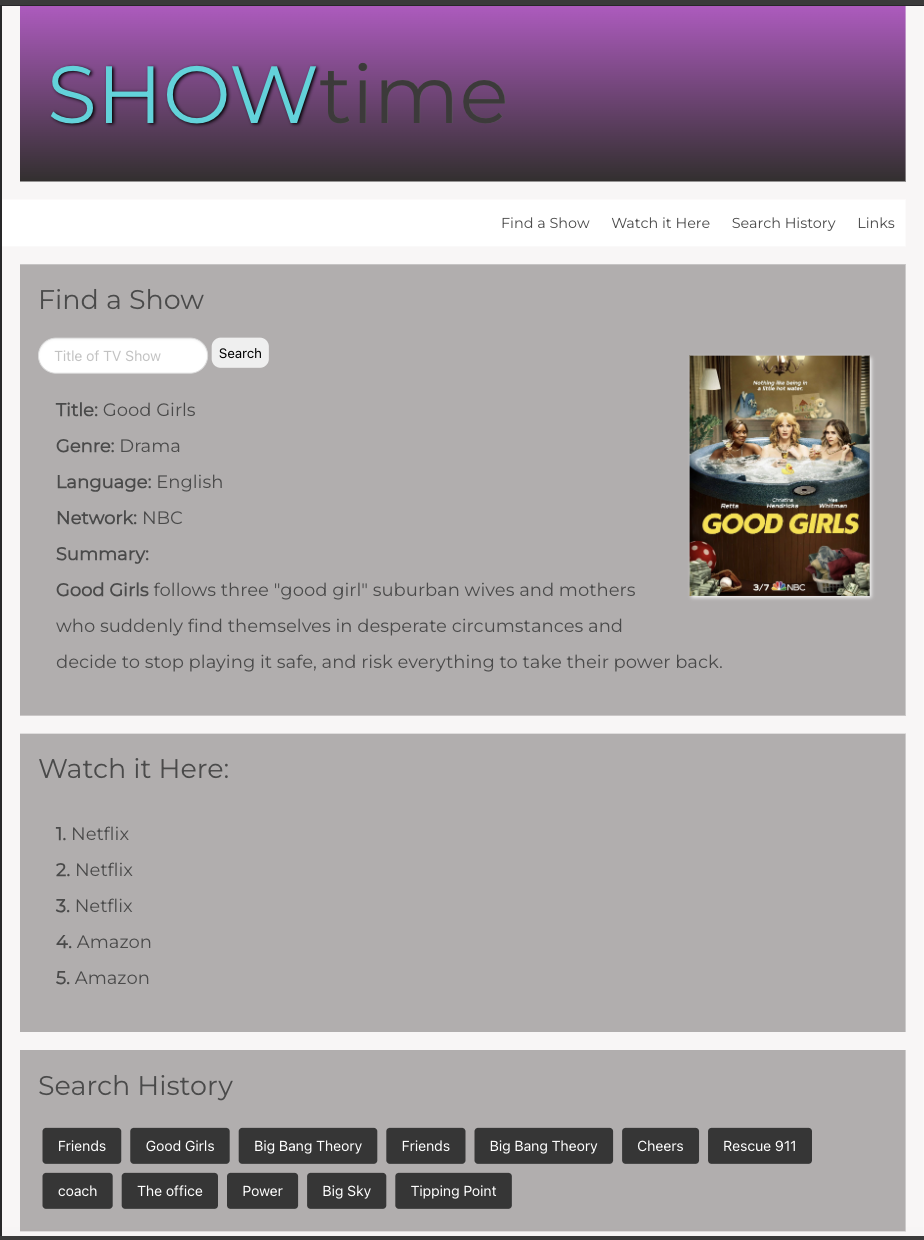 SHOWtime
Find a Show Watch it Here Search History Links
Find a Show
Title of TV Show Search
Title: Good Girls
Genre: Drama
Language: English
Network: NBC
Summary:
Good Girls follows three "good girl" suburban wives and mothers
who suddenly find themselves in desperate circumstances and
decide to stop playing it safe, and risk everything to take their power back.
Nothing like being in
a little hot water.
Retta Christina Hendricks Mae Whitman
GOOD GIRLS
3/7 NBC
Watch it Here:
1. Netflix
2. Netflix
3. Netflix
4. Amazon
5. Amazon
Search History
Friends Good Girls Big Bang Theory Friends Big Bang Theory Cheers Rescue 911
coach The office Power Big Sky Tipping Point